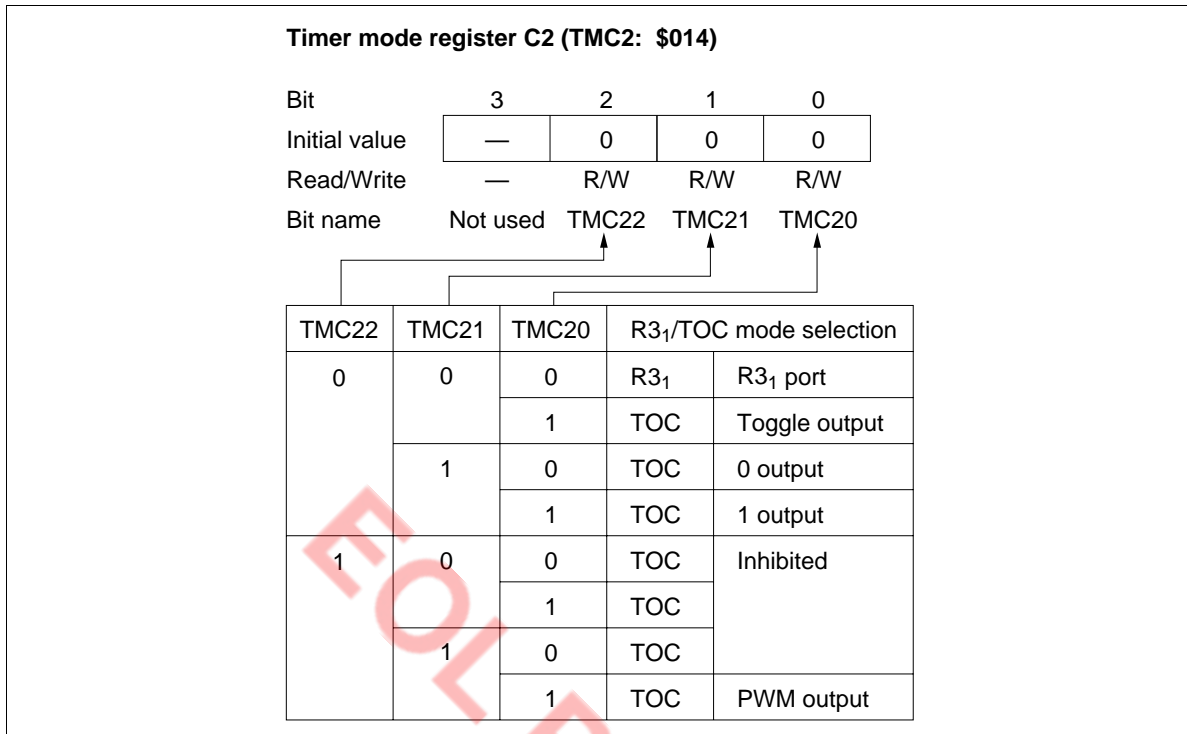 Timer mode register C2 (TMC2: $014)
Bit 3 2 1 0
Initial value — 0 0 0
Read/Write — R/W R/W R/W
Bit name Not used TMC22 TMC21 TMC20
TMC22 TMC21 TMC20 R3₁/TOC mode selection
0 0 0 R3₁ R3₁ port
1 TOC Toggle output
1 0 TOC 0 output
1 TOC 1 output
1 0 0 TOC Inhibited
1 TOC
1 0 TOC
1 TOC PWM output
EOL